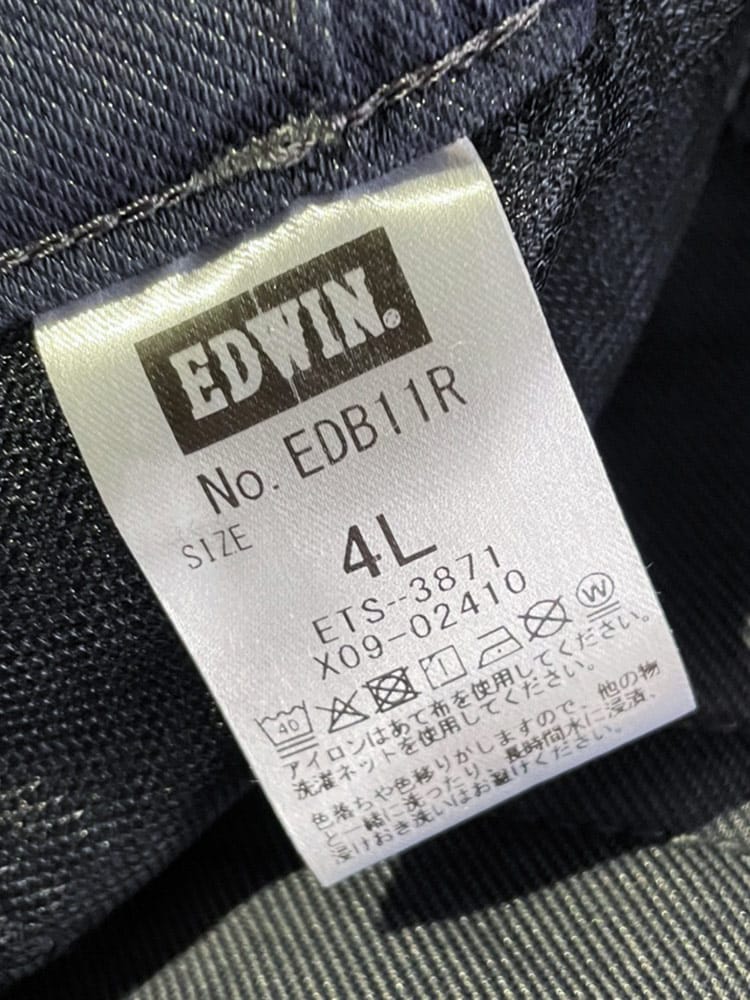 EDWIN.
No. EDB11R
SIZE 4L
ETS--3871
X09-02410
40 W
アイロンはあて布を使用してください。
洗濯ネットを使用してください。
色落ちや色移りがしますので、他の物
と一緒に洗ったり、長時間水に浸漬、
浸けおき洗いはお避けください。